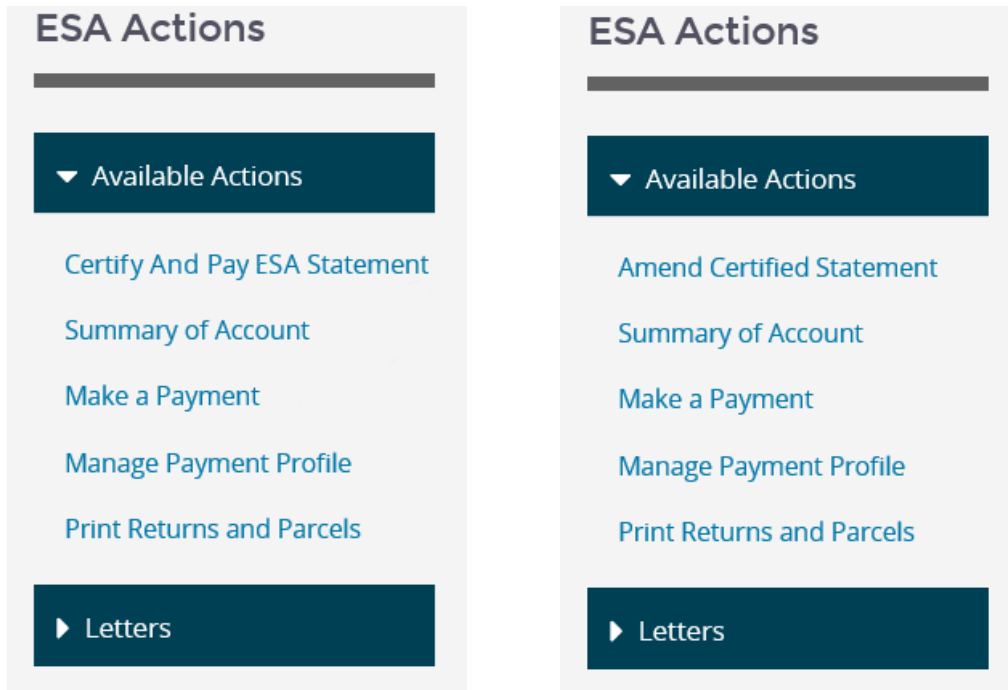 ESA Actions
Available Actions
Certify And Pay ESA Statement
Summary of Account
Make a Payment
Manage Payment Profile
Print Returns and Parcels
Letters
ESA Actions
Available Actions
Amend Certified Statement
Summary of Account
Make a Payment
Manage Payment Profile
Print Returns and Parcels
Letters